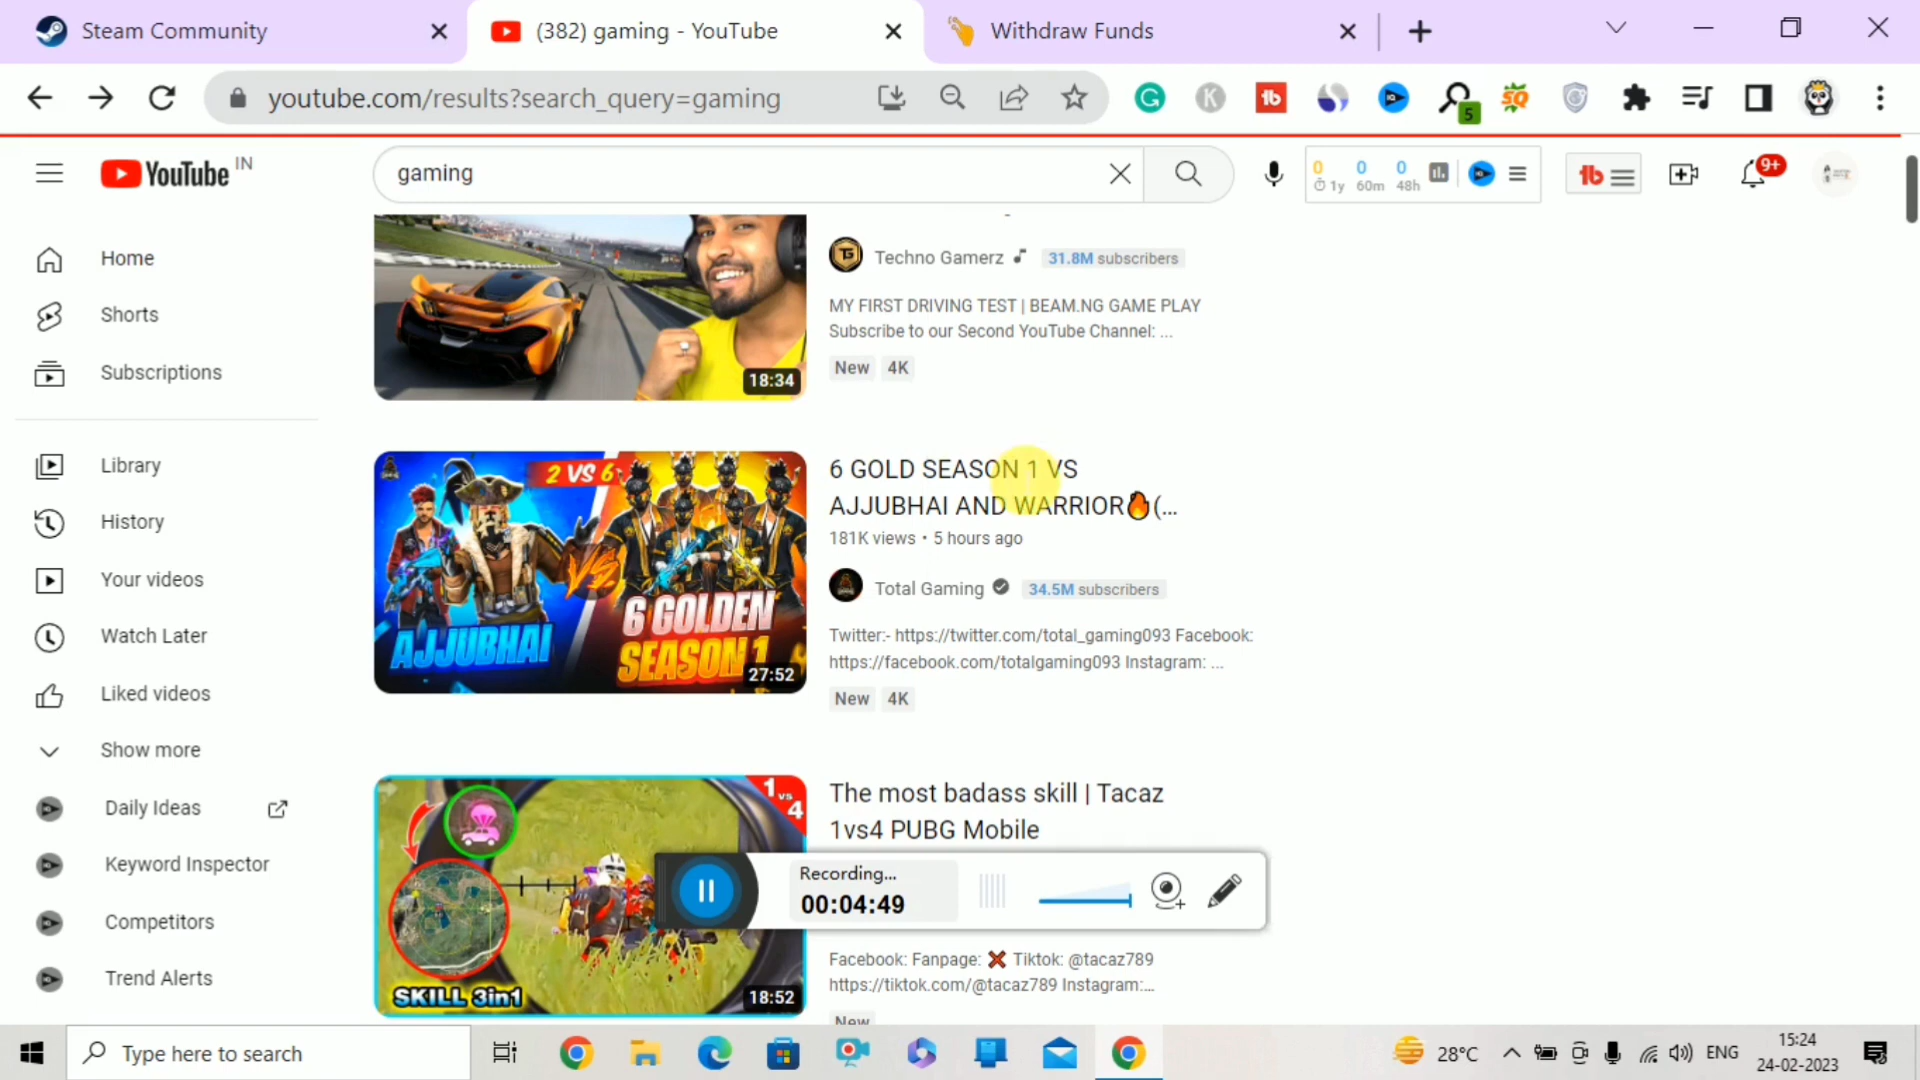 Steam Community
(382) gaming - YouTube
Withdraw Funds
youtube.com/results?search_query=gaming
5
YouTube IN
gaming
0 0 0
1y 60m 48h
9+
Home
Shorts
Subscriptions
Library
History
Your videos
Watch Later
Liked videos
Show more
Daily Ideas
Keyword Inspector
Competitors
Trend Alerts
18:34
Techno Gamerz 31.8M subscribers
MY FIRST DRIVING TEST | BEAM.NG GAME PLAY
Subscribe to our Second YouTube Channel: ...
New 4K
2 VS 6
AJJUBHAI
VS
6 GOLDEN
SEASON 1
27:52
6 GOLD SEASON 1 VS
AJJUBHAI AND WARRIOR🔥(...
181K views • 5 hours ago
Total Gaming 34.5M subscribers
Twitter:- https://twitter.com/total_gaming093 Facebook:
https://facebook.com/totalgaming093 Instagram: ...
New 4K
1 vs 4
SKILL 3in1
18:52
The most badass skill | Tacaz
1vs4 PUBG Mobile
Recording...
00:04:49
Facebook: Fanpage: ❌ Tiktok: @tacaz789
https://tiktok.com/@tacaz789 Instagram:...
New
Type here to search
28°C
ENG
15:24
24-02-2023